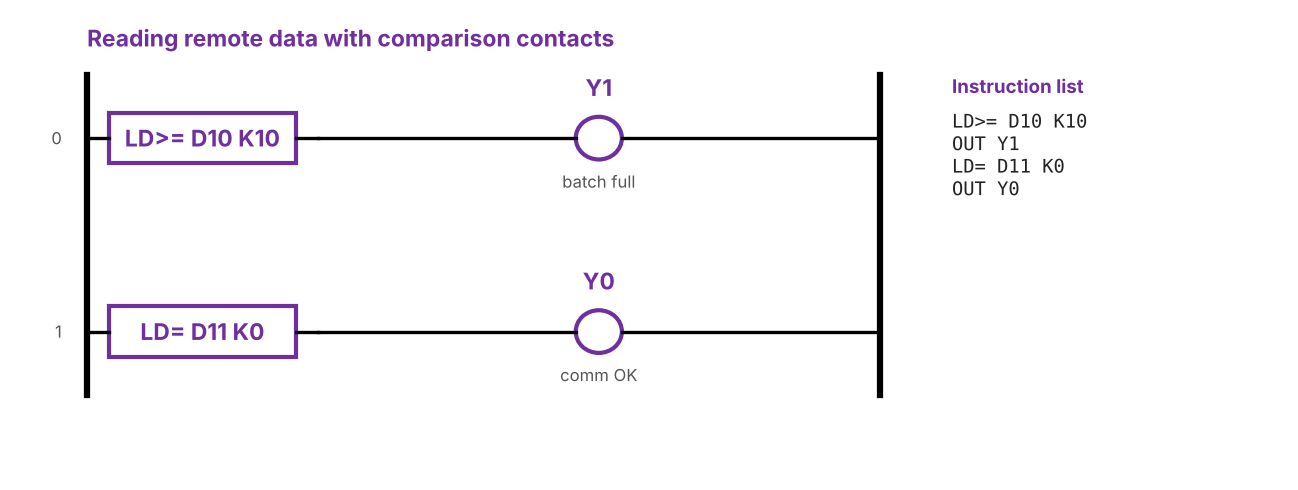 Reading remote data with comparison contacts
0
LD>= D10 K10
Y1
batch full
1
LD= D11 K0
Y0
comm OK
Instruction list
LD>= D10 K10
OUT Y1
LD= D11 K0
OUT Y0